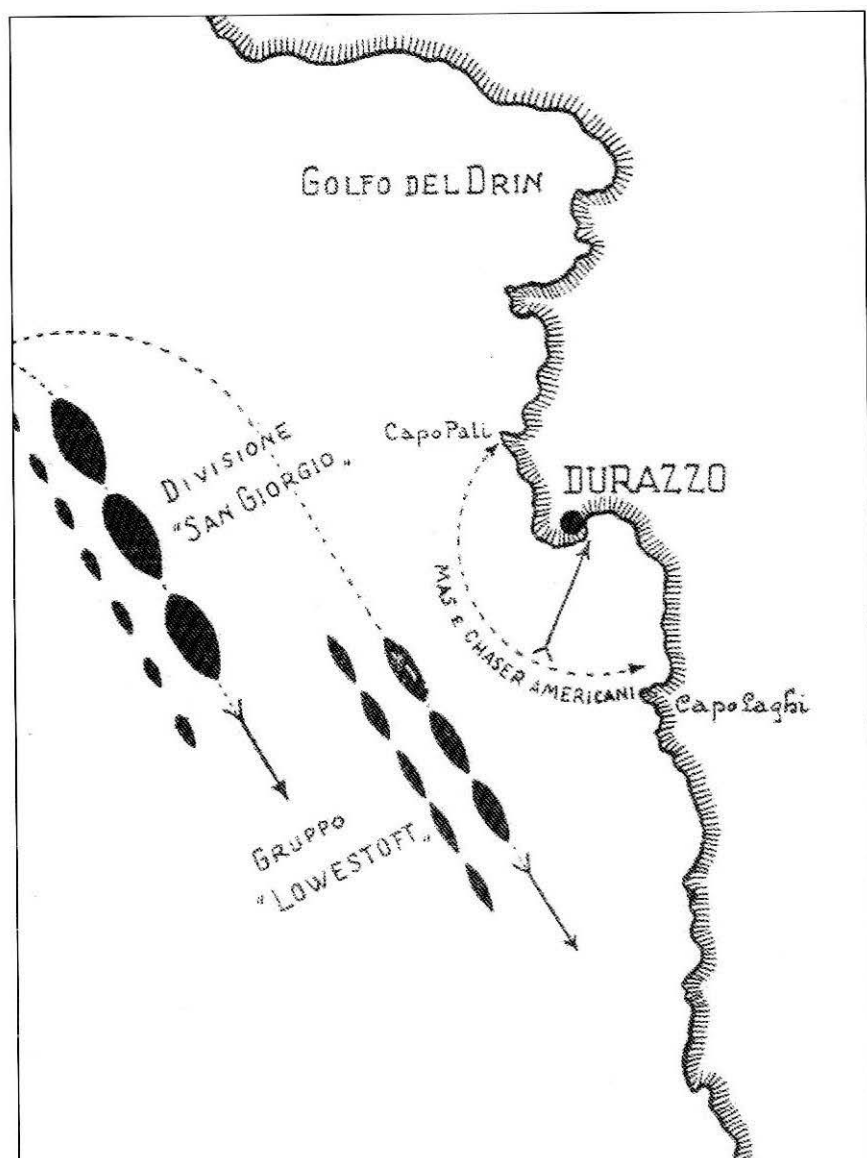 GOLFO DEL DRIN
Capo Pali
DURAZZO
DIVISIONE
"SAN GIORGIO"
MAS E CHASER AMERICANI
Capo Laghi
GRUPPO
"LOWESTOFT"